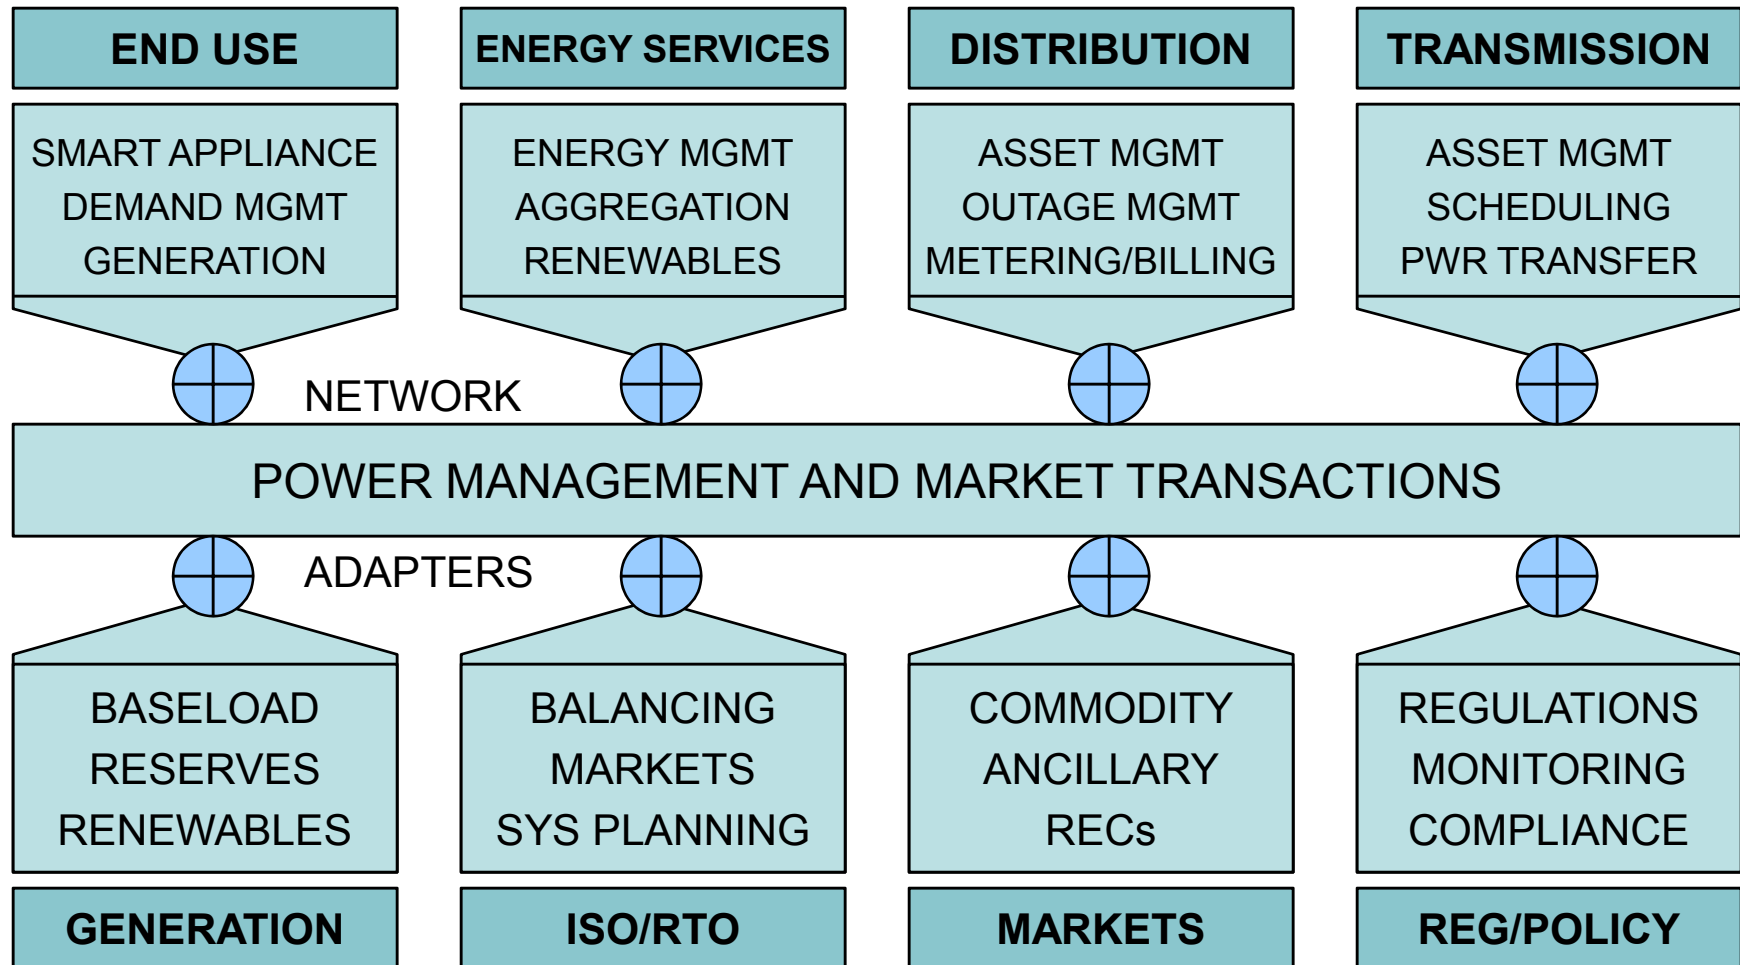 END USE
ENERGY SERVICES
DISTRIBUTION
TRANSMISSION
SMART APPLIANCE
DEMAND MGMT
GENERATION
ENERGY MGMT
AGGREGATION
RENEWABLES
ASSET MGMT
OUTAGE MGMT
METERING/BILLING
ASSET MGMT
SCHEDULING
PWR TRANSFER
NETWORK
POWER MANAGEMENT AND MARKET TRANSACTIONS
ADAPTERS
BASELOAD
RESERVES
RENEWABLES
BALANCING
MARKETS
SYS PLANNING
COMMODITY
ANCILLARY
RECs
REGULATIONS
MONITORING
COMPLIANCE
GENERATION
ISO/RTO
MARKETS
REG/POLICY